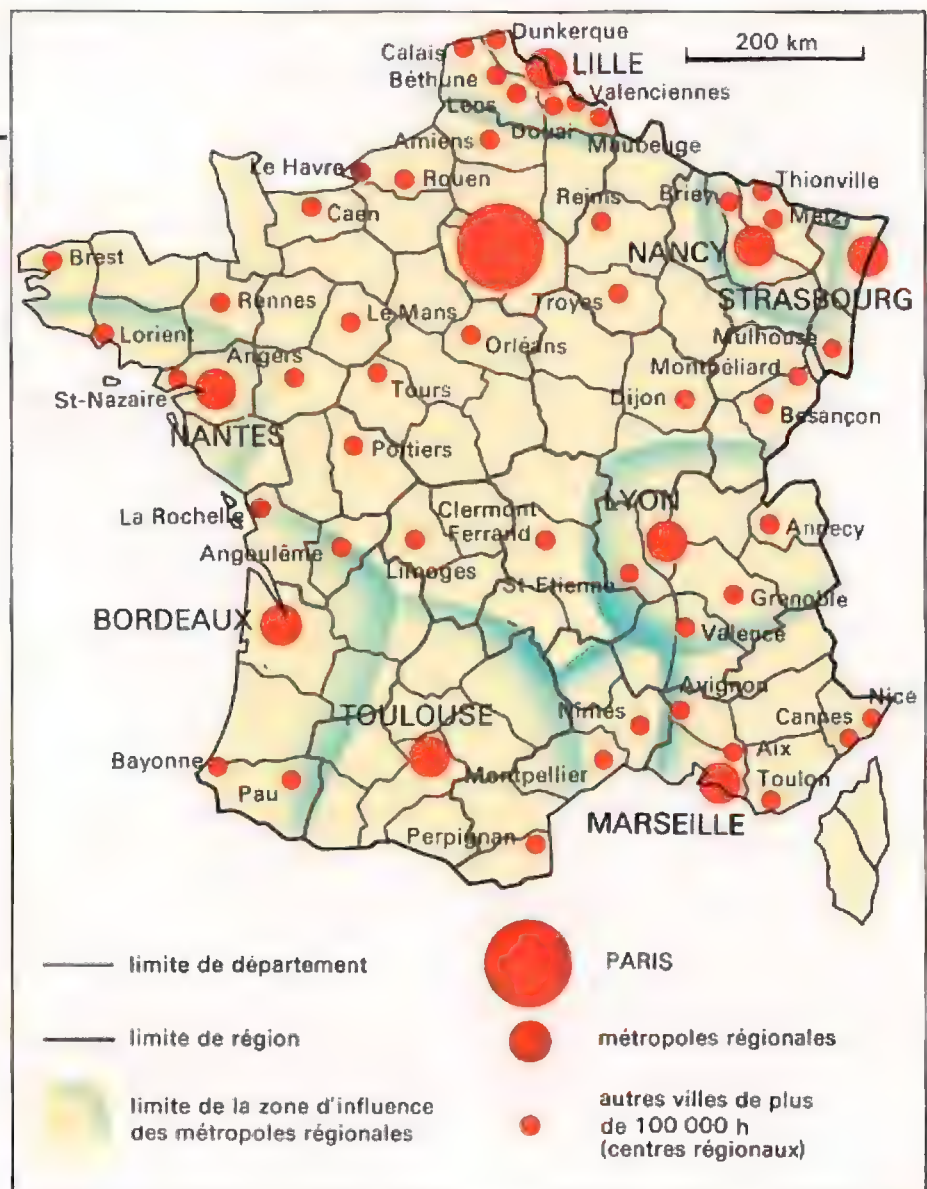 Dunkerque
Calais
LILLE
200 km
Béthune
Valenciennes
Lens
Douai
Maubeuge
Amiens
Le Havre
Rouen
Thionville
Reims
Briey
Metz
Caen
NANCY
Brest
STRASBOURG
Rennes
Troyes
Le Mans
Lorient
Orléans
Mulhouse
Angers
Montbéliard
St-Nazaire
Tours
Dijon
Besançon
NANTES
Poitiers
LYON
La Rochelle
Clermont
Ferrand
Annecy
Angoulême
Limoges
St-Etienne
Grenoble
BORDEAUX
Valence
Avignon
Nice
TOULOUSE
Nîmes
Cannes
Aix
Bayonne
Montpellier
Toulon
Pau
MARSEILLE
Perpignan
limite de département
PARIS
limite de région
métropoles régionales
limite de la zone d'influence
des métropoles régionales
autres villes de plus
de 100 000 h
(centres régionaux)